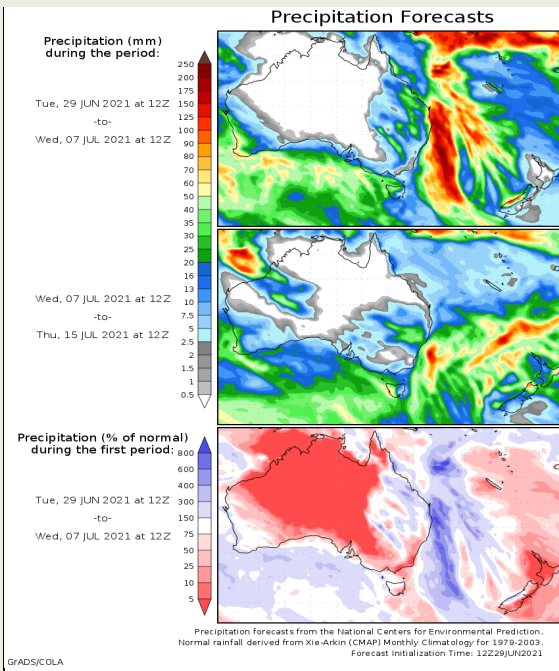 Precipitation Forecasts
Precipitation (mm)
during the period:
Tue, 29 JUN 2021 at 12Z
-to-
Wed, 07 JUL 2021 at 12Z
250
200
175
150
125
100
90
80
70
60
50
40
35
30
25
20
16
13
10
7.5
5
2.5
2
1.5
1
0.5
Wed, 07 JUL 2021 at 12Z
-to-
Thu, 15 JUL 2021 at 12Z
Precipitation (% of normal)
during the first period:
Tue, 29 JUN 2021 at 12Z
-to-
Wed, 07 JUL 2021 at 12Z
800
600
400
300
150
75
50
25
10
5
Precipitation forecasts from the National Centers for Environmental Prediction.
Normal rainfall derived from Xie-Arkin (CMAP) Monthly Climatology for 1979-2003.
Forecast Initialization Time: 12Z29JUN2021
GrADS/COLA